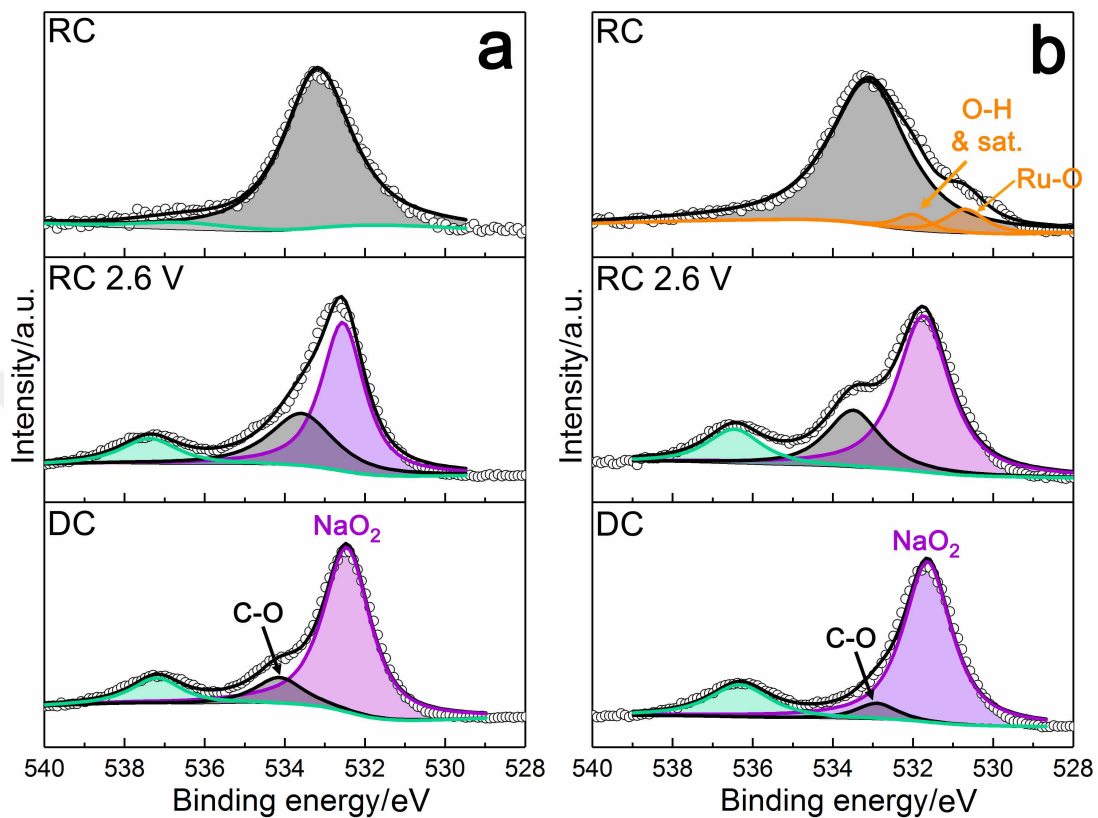 RC
a
RC 2.6 V
DC
NaO₂
C-O
Intensity/a.u.
540 538 536 534 532 530 528
Binding energy/eV
RC
b
O-H
& sat.
Ru-O
RC 2.6 V
DC
NaO₂
C-O
Intensity/a.u.
540 538 536 534 532 530 528
Binding energy/eV